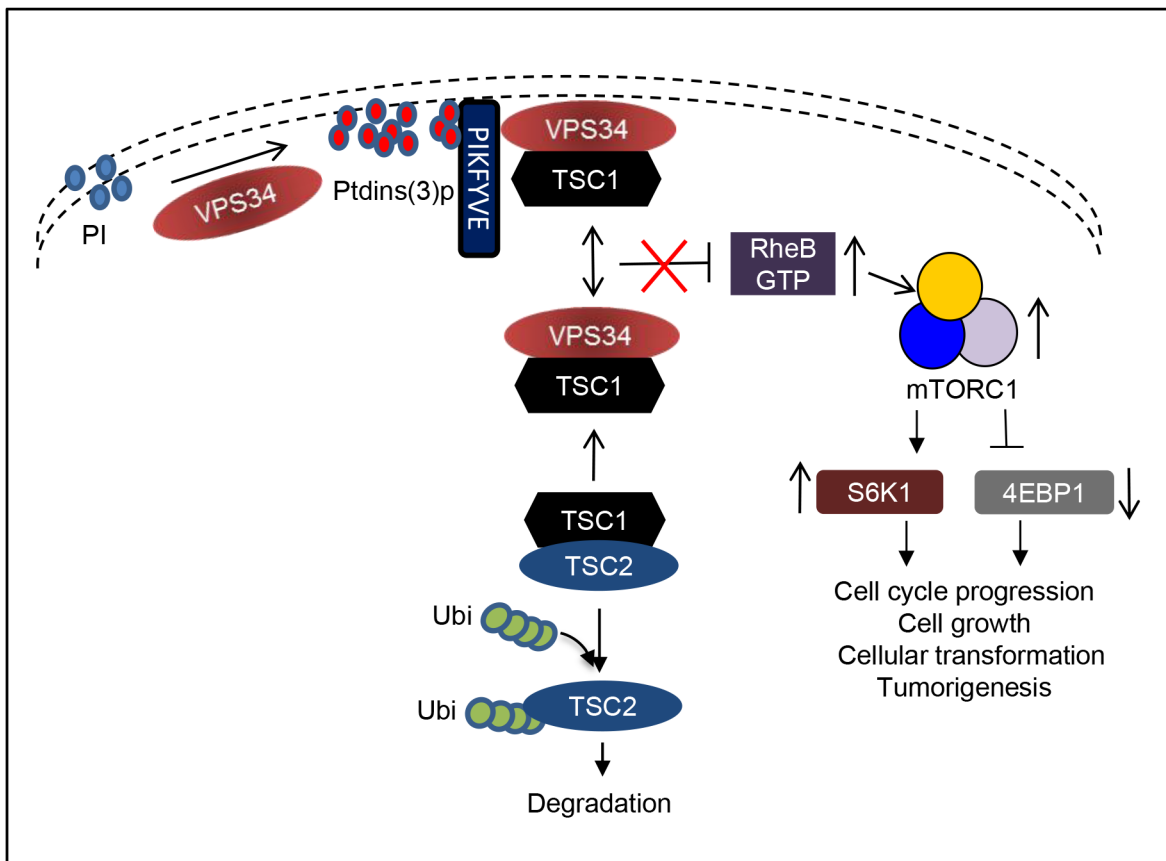 PI
VPS34
Ptdins(3)p
PIKFYVE
VPS34
TSC1
RheB
GTP
VPS34
TSC1
mTORC1
S6K1
4EBP1
TSC1
TSC2
Cell cycle progression
Cell growth
Cellular transformation
Tumorigenesis
Ubi
Ubi
TSC2
Degradation